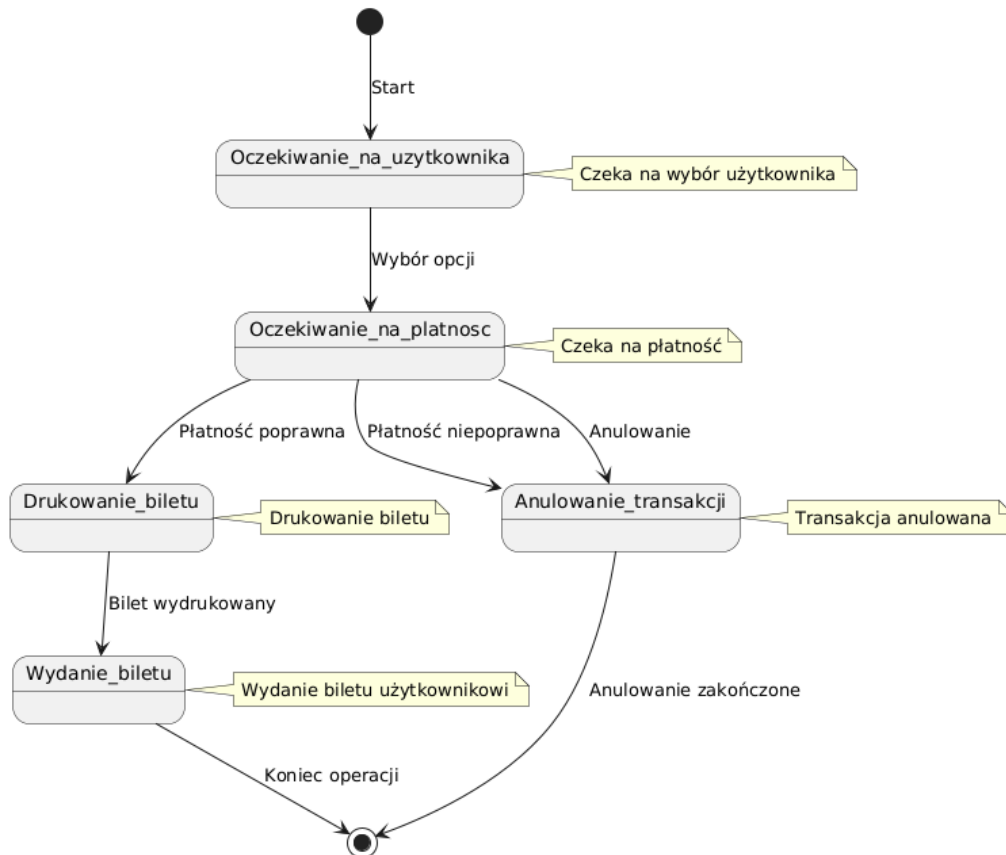 Start
Oczekiwanie_na_uzytkownika
Czeka na wybór użytkownika
Wybór opcji
Oczekiwanie_na_platnosc
Czeka na płatność
Płatność poprawna
Płatność niepoprawna
Anulowanie
Drukowanie_biletu
Drukowanie biletu
Anulowanie_transakcji
Transakcja anulowana
Bilet wydrukowany
Wydanie_biletu
Wydanie biletu użytkownikowi
Anulowanie zakończone
Koniec operacji